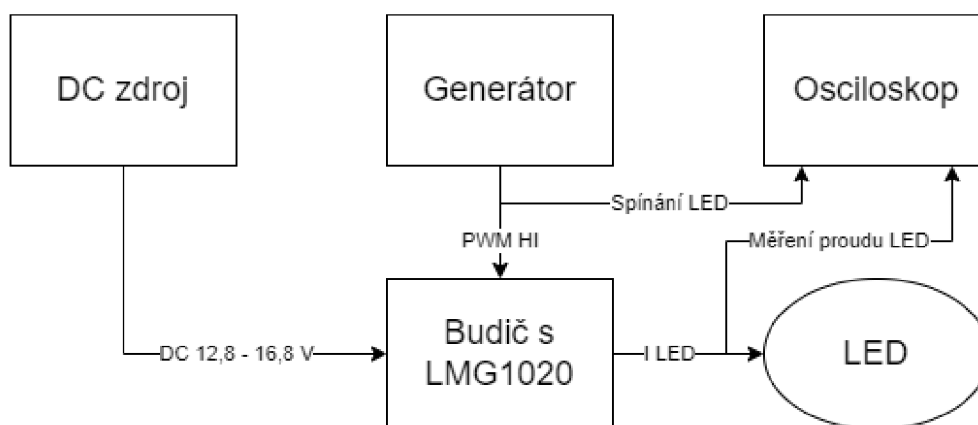 DC zdroj
Generátor
Osciloskop
Spínání LED
PWM HI
Měření proudu LED
Budič s
LMG1020
DC 12,8 - 16,8 V
I LED
LED